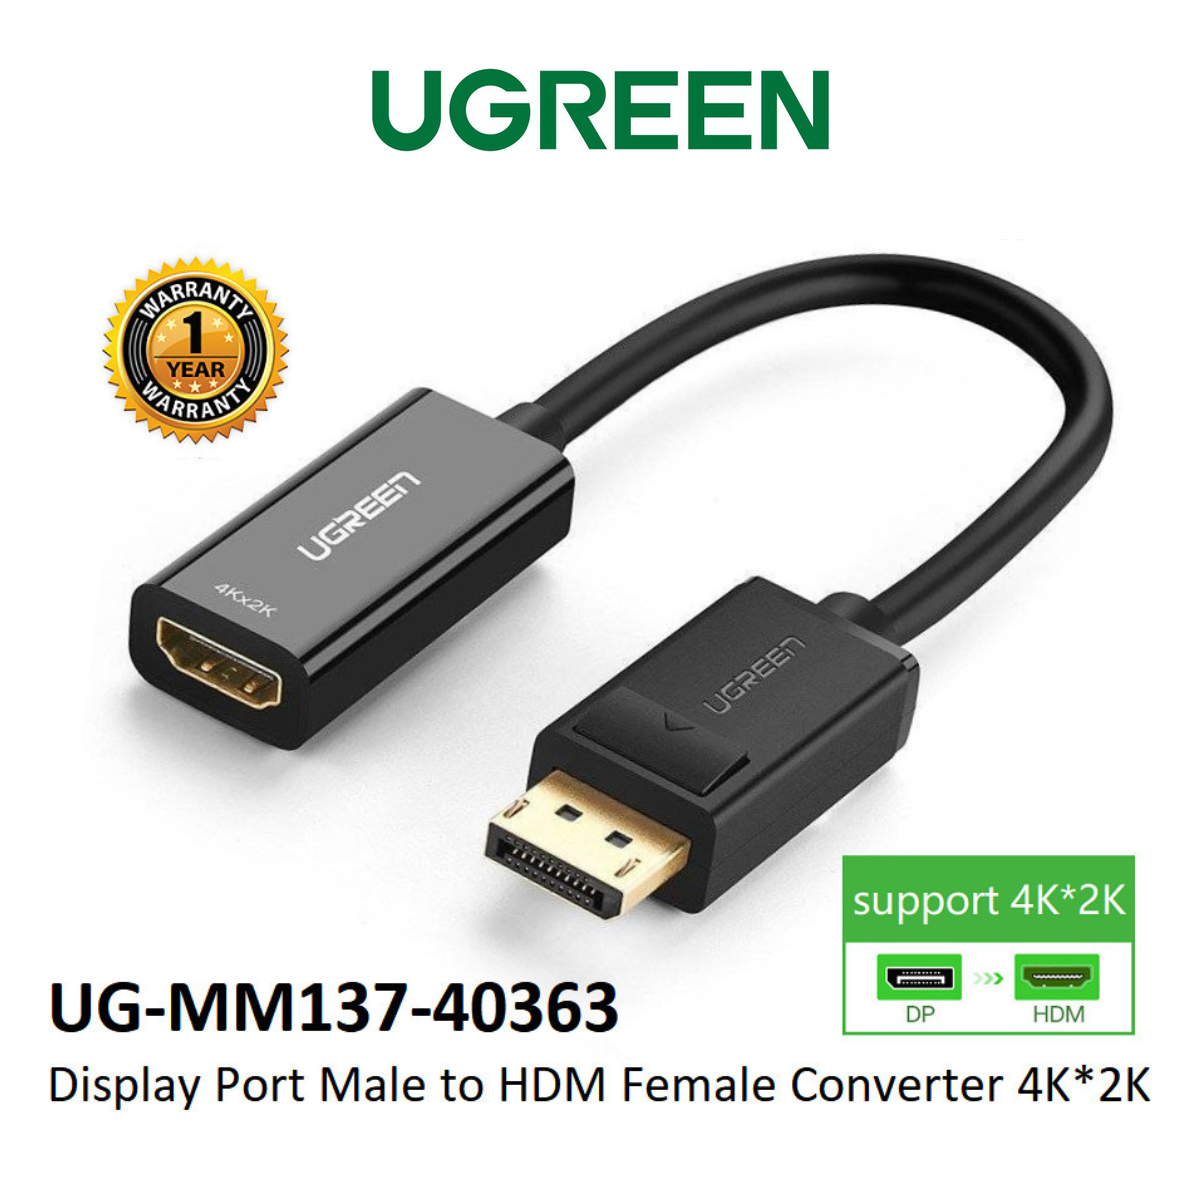 UGREEN
WARRANTY
1
YEAR
WARRANTY
UGREEN
4Kx2K
UGREEN
support 4K*2K
DP
HDM
UG-MM137-40363
Display Port Male to HDM Female Converter 4K*2K